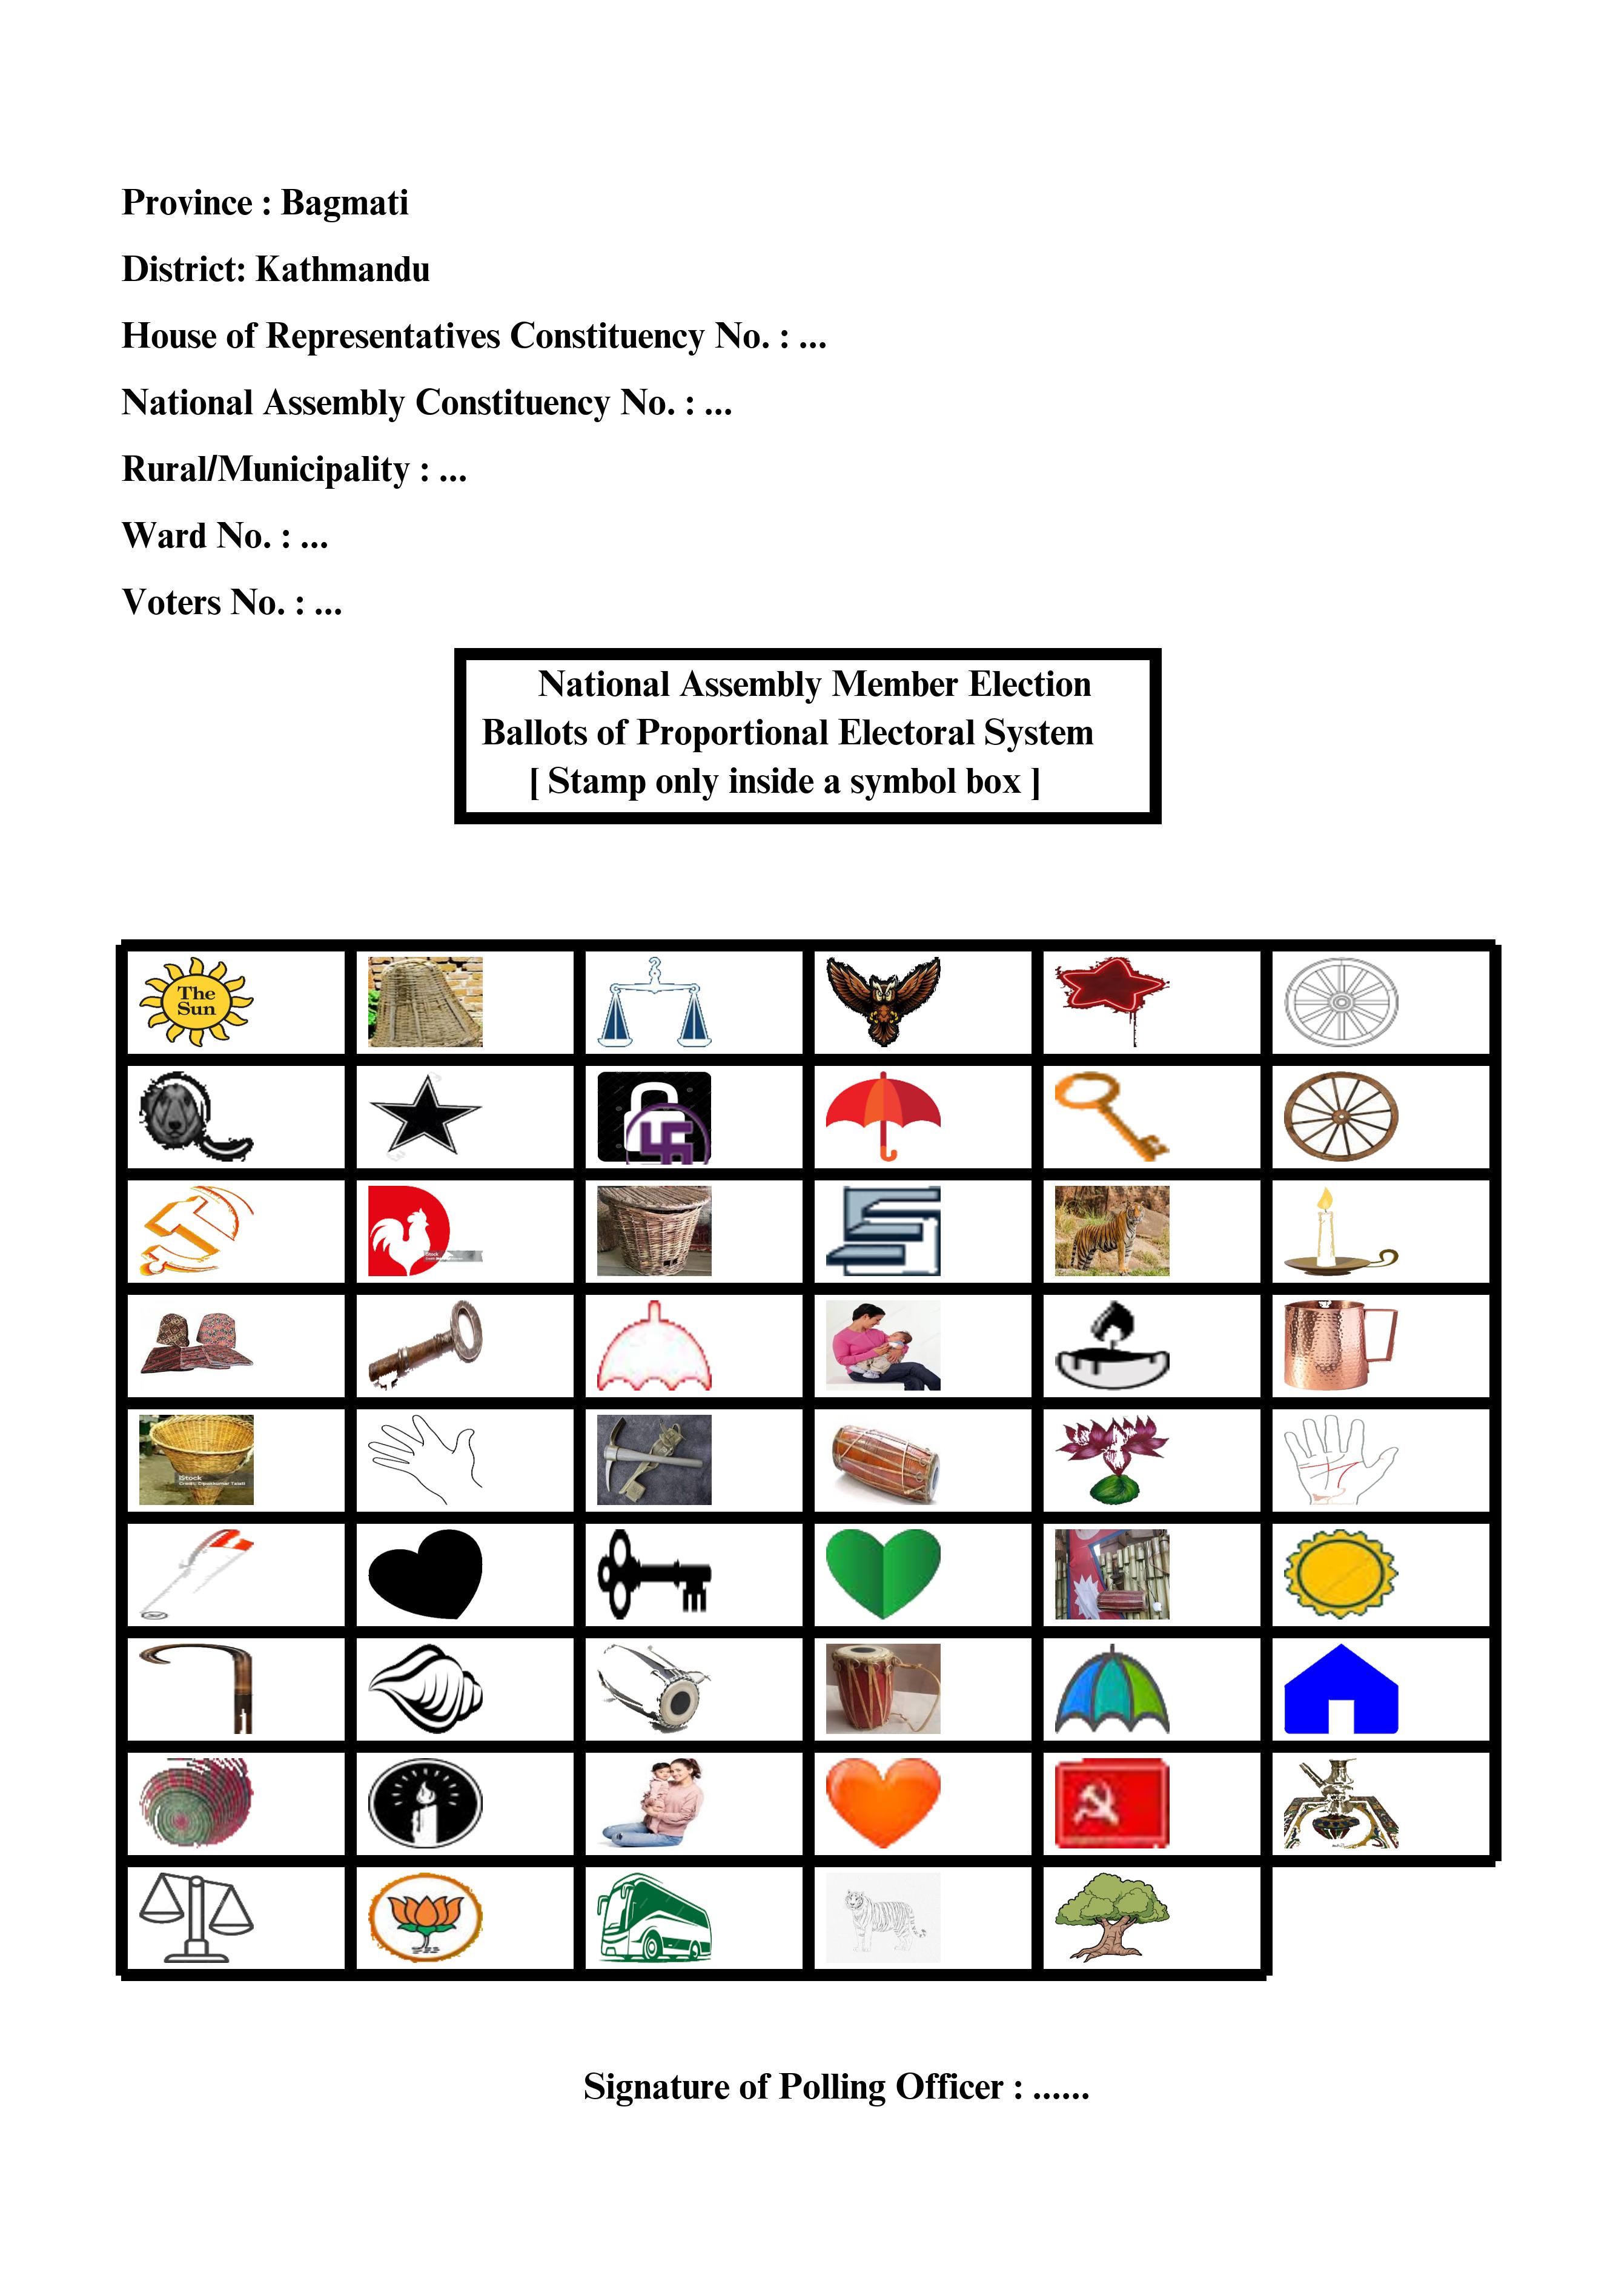 Province : Bagmati
District: Kathmandu
House of Representatives Constituency No. : ...
National Assembly Constituency No. : ...
Rural/Municipality : ...
Ward No. : ...
Voters No. : ...
National Assembly Member Election
Ballots of Proportional Electoral System
[ Stamp only inside a symbol box ]
The
Sun
iStock
iStock
Signature of Polling Officer : ......